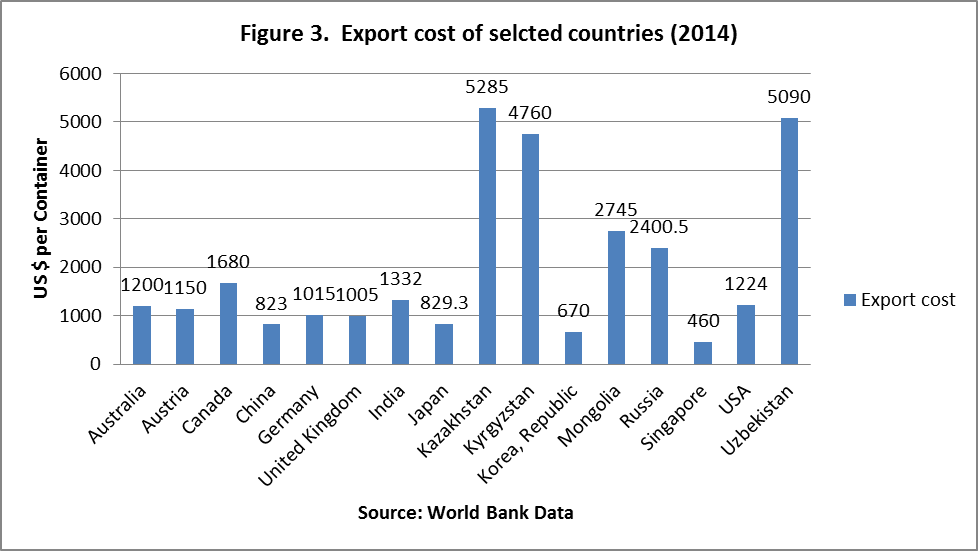 Figure 3.  Export cost of selcted countries (2014)
US $ per Container
6000
5000
4000
3000
2000
1000
0
1200
1150
1680
823
1015
1005
1332
829.3
5285
4760
670
2745
2400.5
460
1224
5090
Export cost
Australia
Austria
Canada
China
Germany
United Kingdom
India
Japan
Kazakhstan
Kyrgyzstan
Korea, Republic
Mongolia
Russia
Singapore
USA
Uzbekistan
Source: World Bank Data